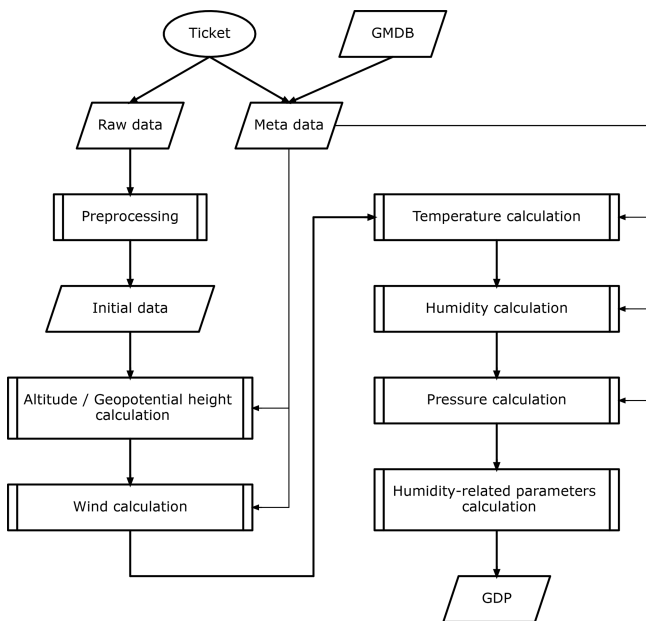 Ticket
GMDB
Raw data
Meta data
Preprocessing
Initial data
Altitude / Geopotential height
calculation
Wind calculation
Temperature calculation
Humidity calculation
Pressure calculation
Humidity-related parameters
calculation
GDP